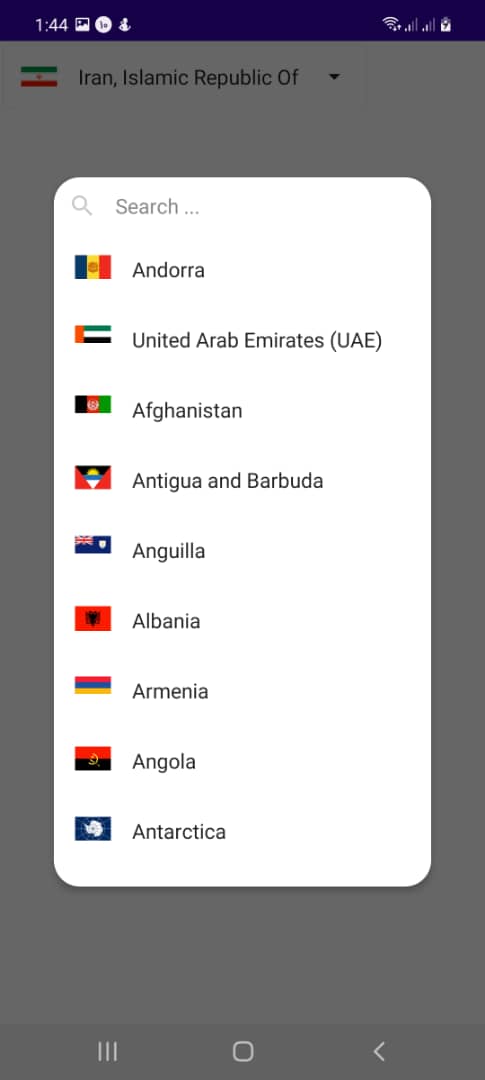 1:44
Iran, Islamic Republic Of
Search ...
Andorra
United Arab Emirates (UAE)
Afghanistan
Antigua and Barbuda
Anguilla
Albania
Armenia
Angola
Antarctica